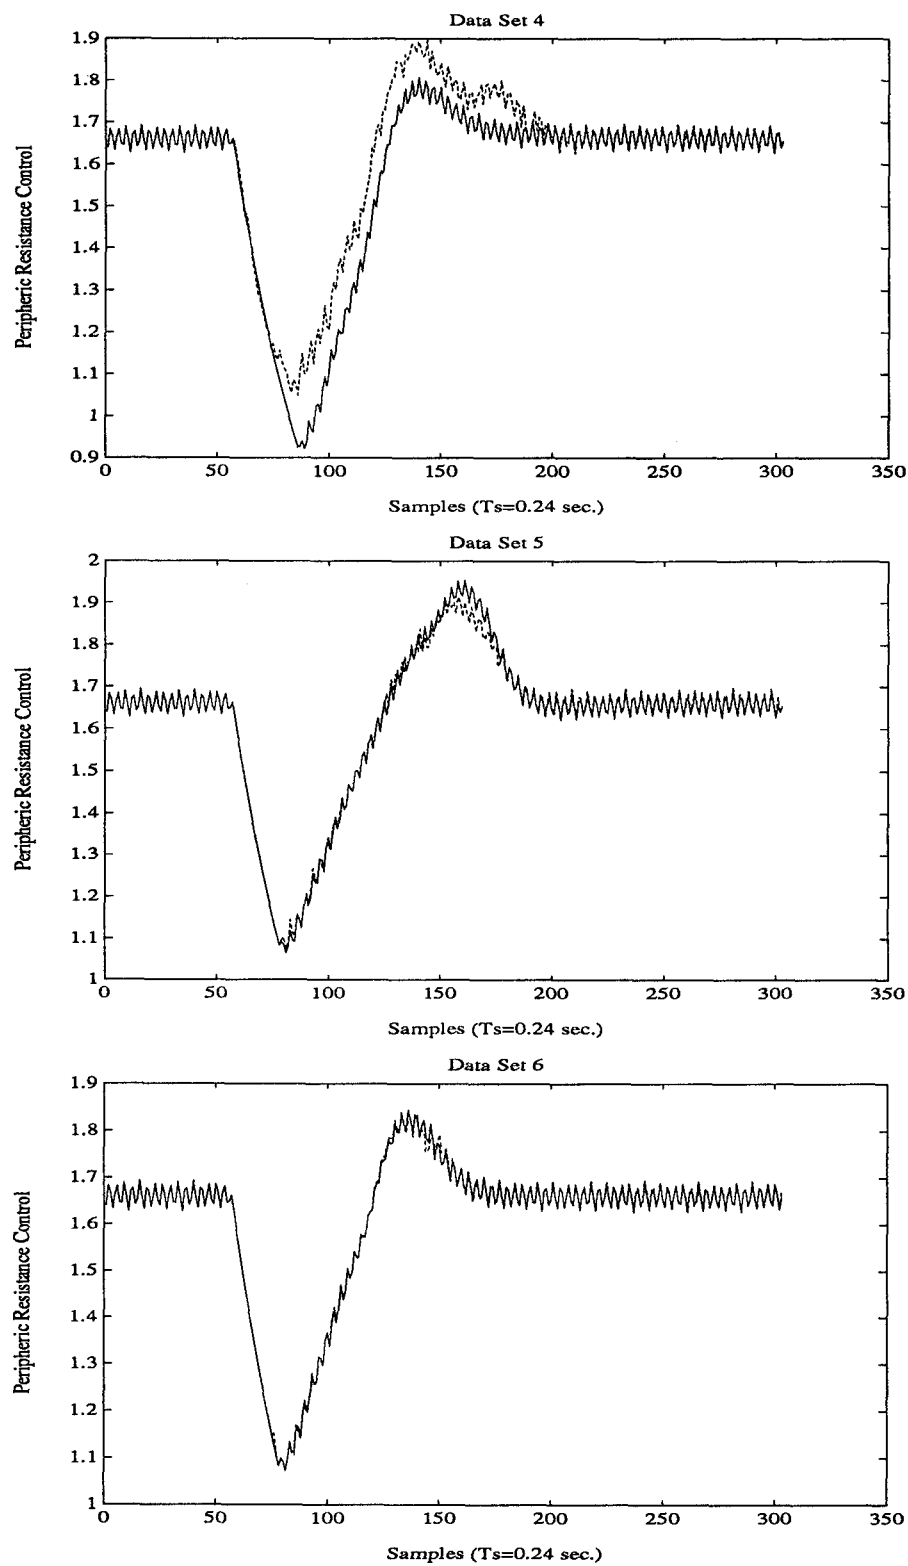 Data Set 4
1.9
1.8
1.7
1.6
1.5
1.4
1.3
1.2
1.1
1
0.9
Peripheric Resistance Control
0 50 100 150 200 250 300 350
Samples (Ts=0.24 sec.)
Data Set 5
2
1.9
1.8
1.7
1.6
1.5
1.4
1.3
1.2
1.1
1
Peripheric Resistance Control
0 50 100 150 200 250 300 350
Samples (Ts=0.24 sec.)
Data Set 6
1.9
1.8
1.7
1.6
1.5
1.4
1.3
1.2
1.1
1
Peripheric Resistance Control
0 50 100 150 200 250 300 350
Samples (Ts=0.24 sec.)